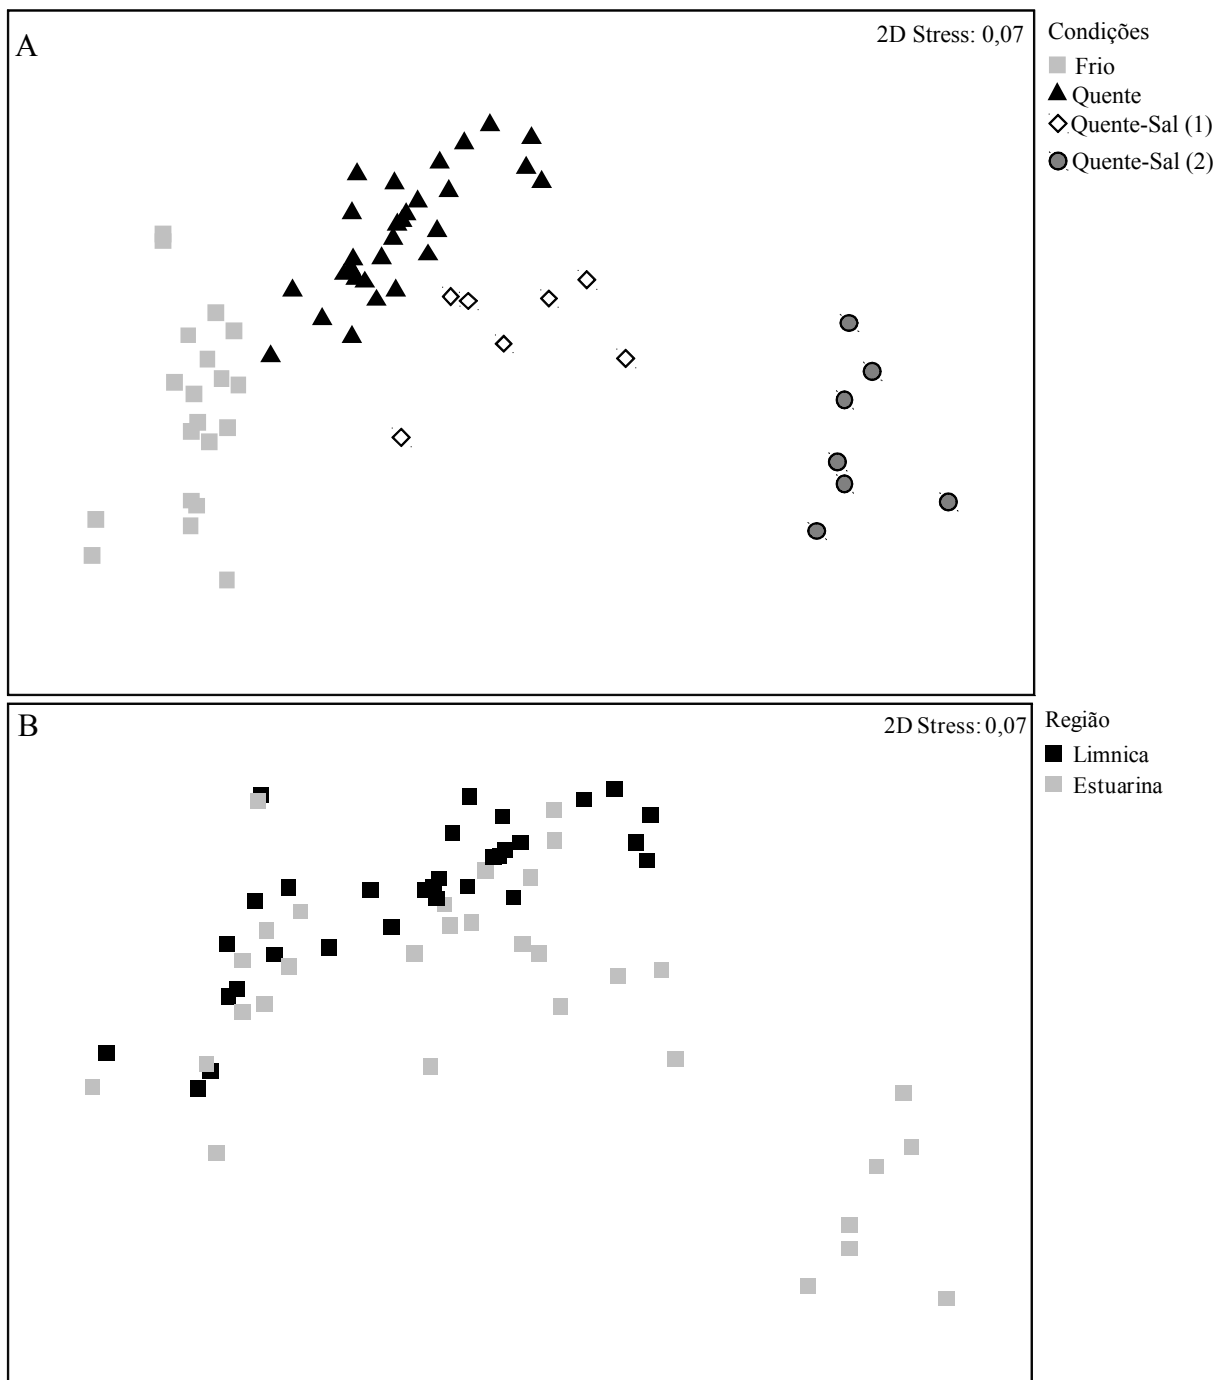 A
2D Stress: 0,07
Condições
Frio
Quente
Quente-Sal (1)
Quente-Sal (2)
B
2D Stress: 0,07
Região
Limnica
Estuarina